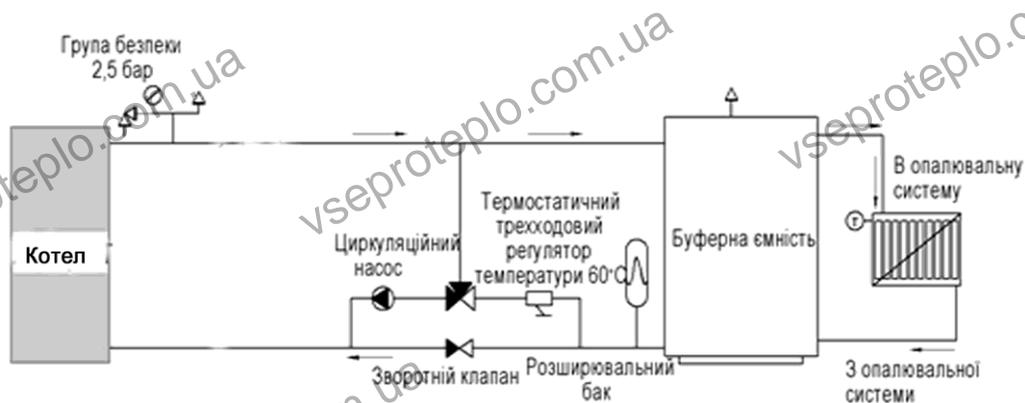 Група безпеки
2,5 бар
vseproteplo.com.ua
vseproteplo.com.ua
vseproteplo.c
oteplo.com.ua
Котел
Циркуляційний
насос
Термостатичний
трехходовий
регулятор
температури 60°C
Буферна ємність
В опалювальну
систему
т
Зворотній клапан
Розширювальний
бак
З опалювальної
системи